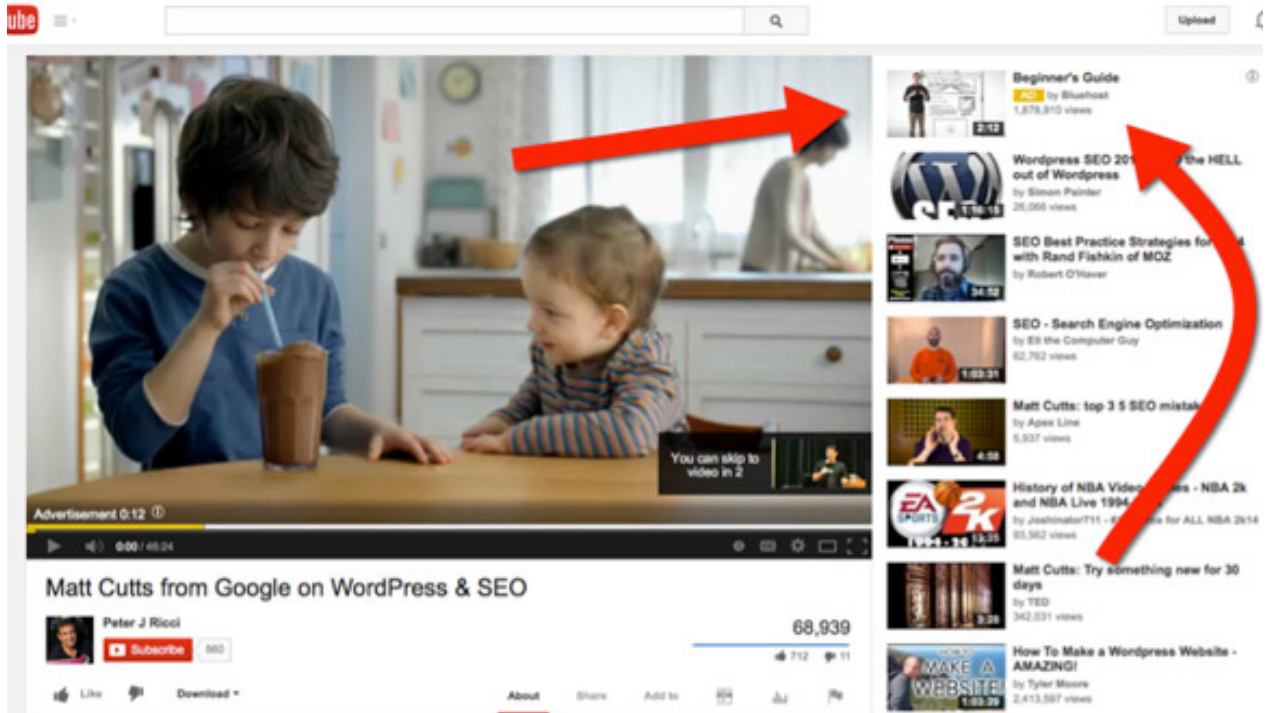 ube
Upload
You can skip to
video in 2
Advertisement 0:12
0:00 / 46:24
Matt Cutts from Google on WordPress & SEO
Peter J Ricci
Subscribe 560
68,939
712 11
Like Download
About Share Add to
Beginner's Guide
AD by Bluehost
1,878,910 views
2:12
Wordpress SEO the HELL
out of Wordpress
by Simon Painter
26,066 views
1:16:15
SEO Best Practice Strategies for
with Rand Fishkin of MOZ
by Robert O'Haver
34:52
SEO - Search Engine Optimization
by Eli the Computer Guy
62,762 views
1:03:31
Matt Cutts: top 3 5 SEO mistak
by Apex Line
5,937 views
4:58
History of NBA Video - NBA 2k
and NBA Live 1994
by Joshinator711 - for ALL NBA 2k14
93,562 views
EA
SPORTS
2K
13:25
Matt Cutts: Try something new for 30
days
by TED
342,031 views
3:28
How To Make a Wordpress Website -
AMAZING!
by Tyler Moore
2,413,597 views
HOW TO
MAKE A
WEBSITE
1:03:29